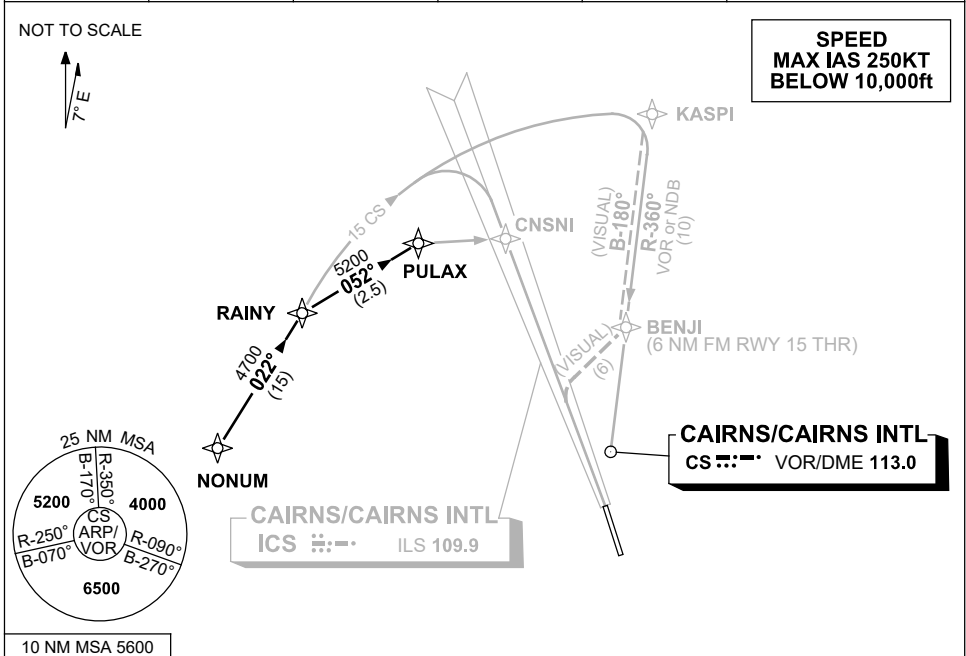 NOT TO SCALE
7° E
SPEED
MAX IAS 250KT
BELOW 10,000ft
KASPI
15 CS
(VISUAL)
B-180°
R-360°
VOR or NDB
(10)
CNSNI
5200
052°
(2.5)
PULAX
RAINY
BENJI
(6 NM FM RWY 15 THR)
(VISUAL)
(6)
4700
022°
(15)
NONUM
CAIRNS/CAIRNS INTL
CS VOR/DME 113.0
CAIRNS/CAIRNS INTL
ICS ILS 109.9
25 NM MSA
B-170°
R-350°
5200
4000
CS
ARP/
VOR
R-250°
B-070°
R-090°
B-270°
6500
10 NM MSA 5600